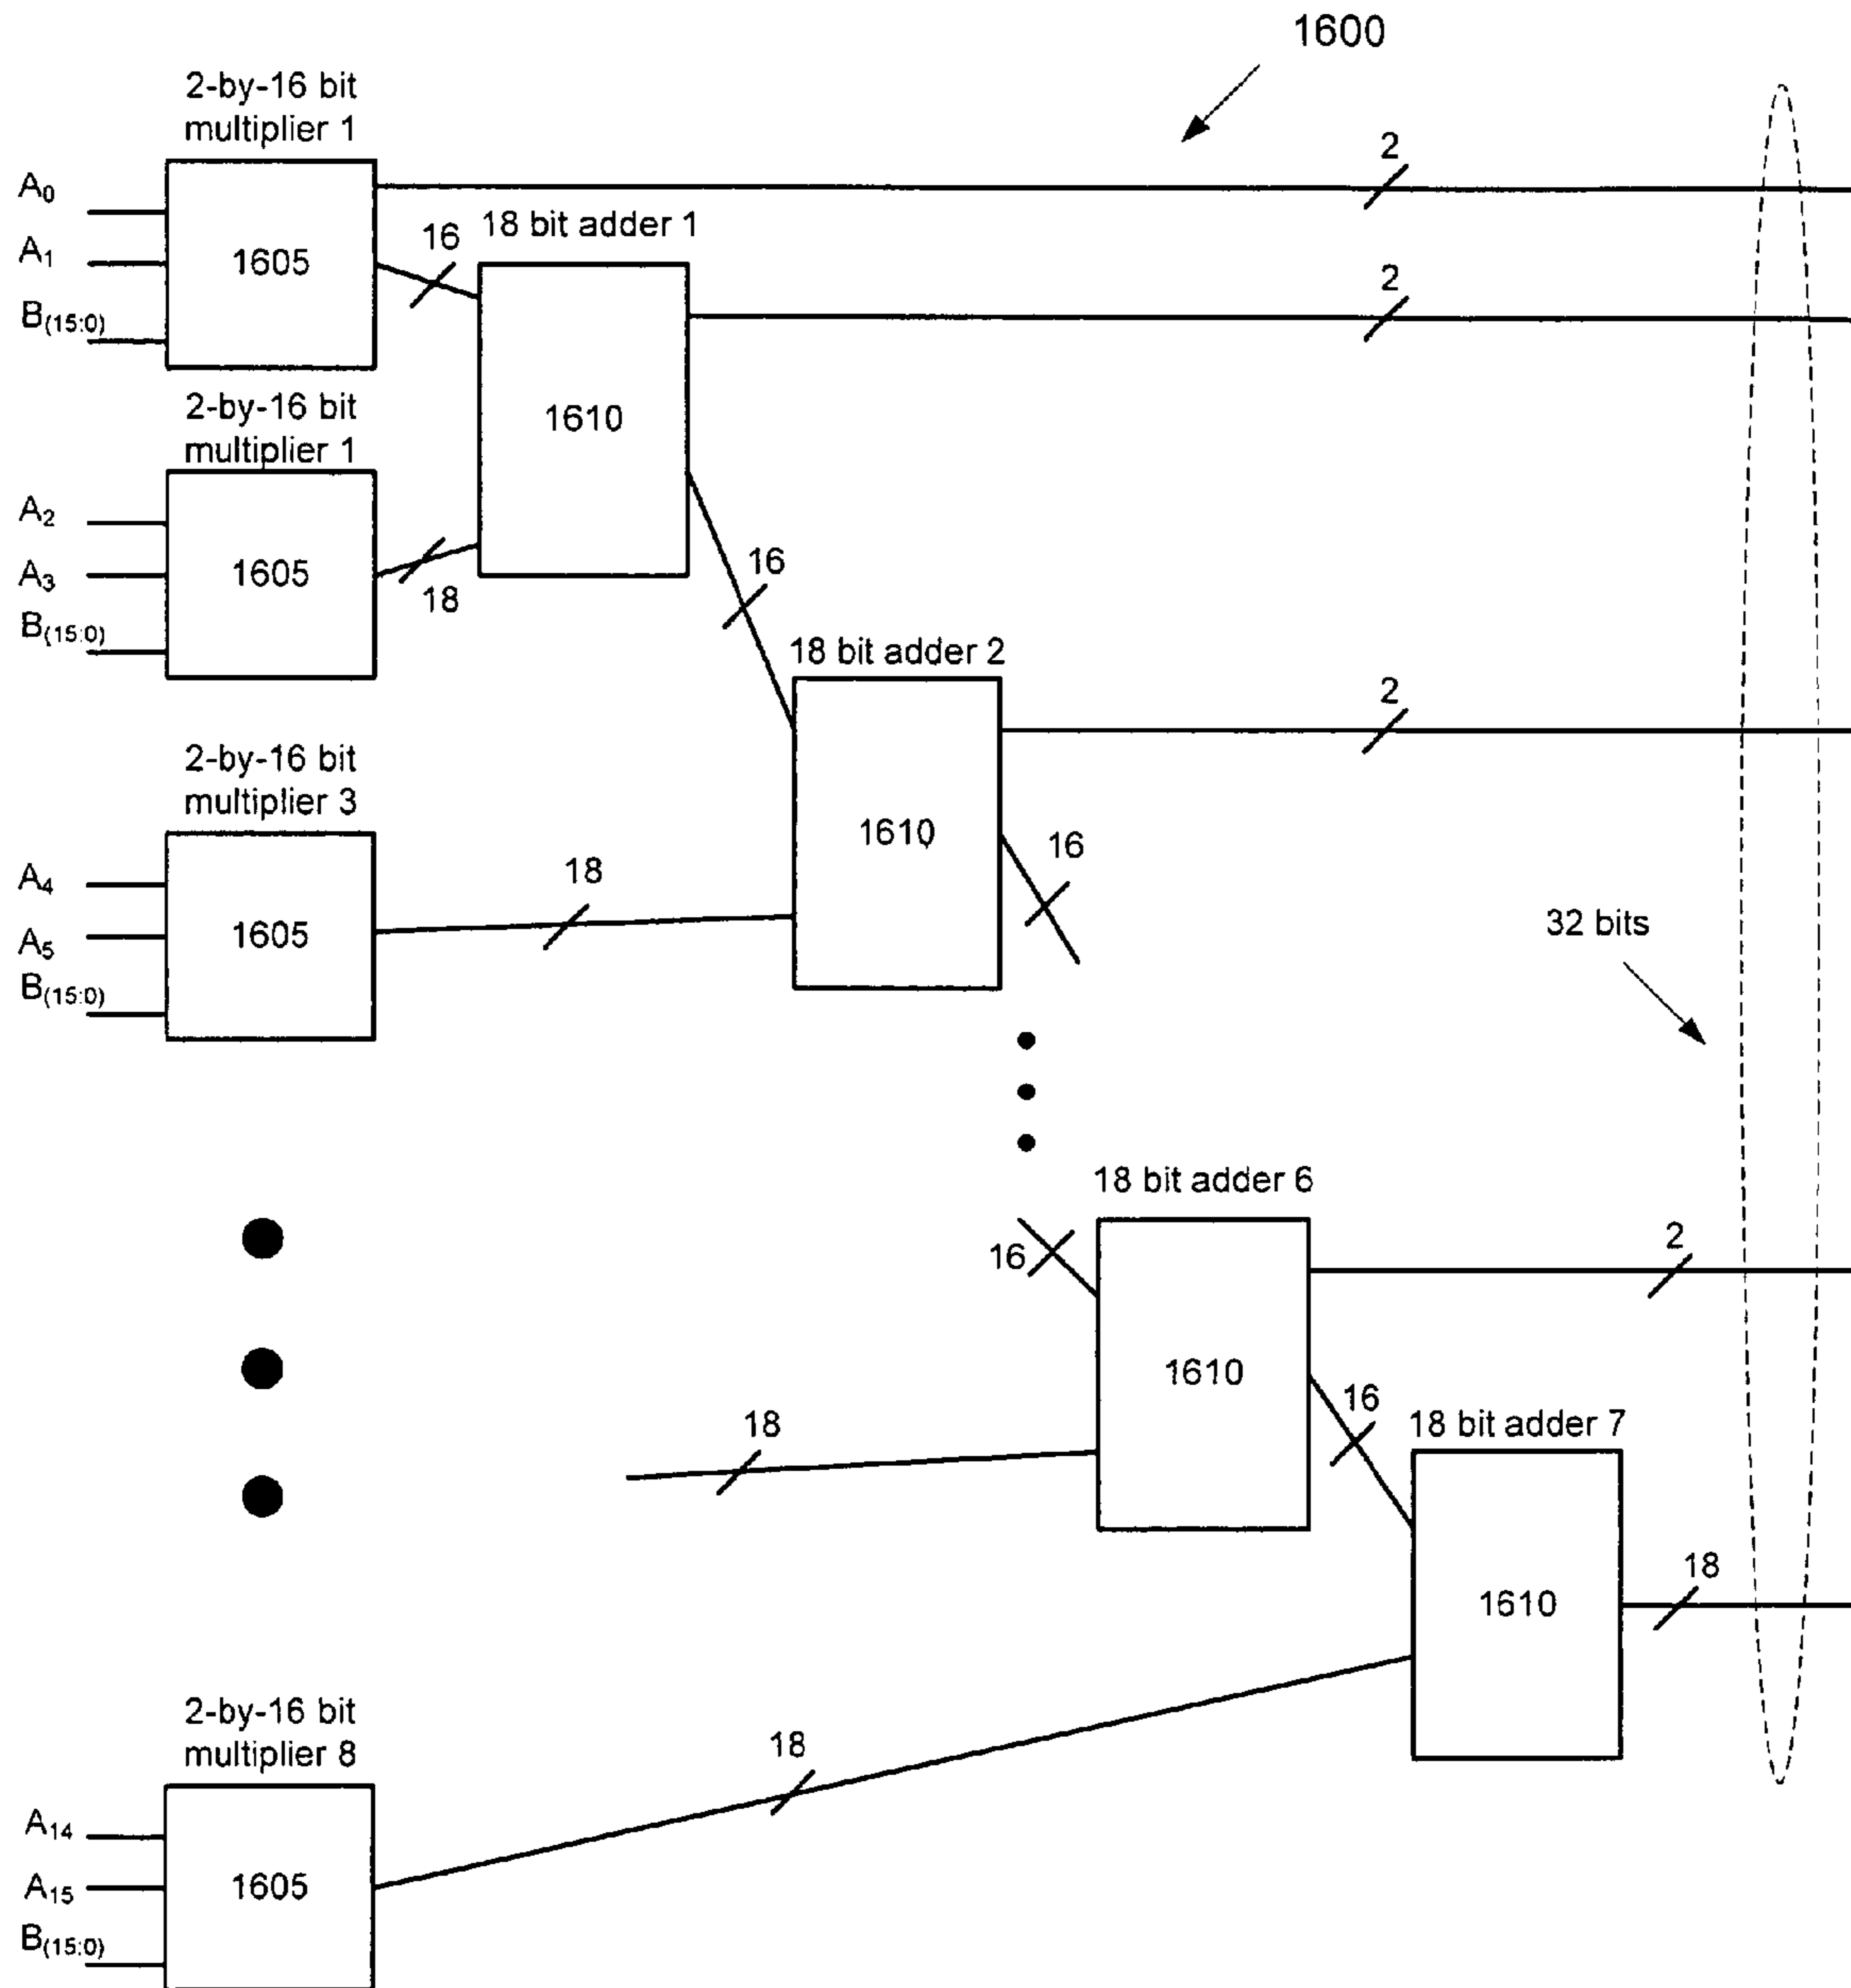 1600
2-by-16 bit
multiplier 1
A₀
A₁
B₍₁₅:₀₎
1605
2
16
18 bit adder 1
1610
2
2-by-16 bit
multiplier 1
A₂
A₃
B₍₁₅:₀₎
1605
18
16
18 bit adder 2
1610
2
16
2-by-16 bit
multiplier 3
A₄
A₅
B₍₁₅:₀₎
1605
18
32 bits
18 bit adder 6
16
1610
2
18
16
18 bit adder 7
1610
18
2-by-16 bit
multiplier 8
A₁₄
A₁₅
B₍₁₅:₀₎
1605
18